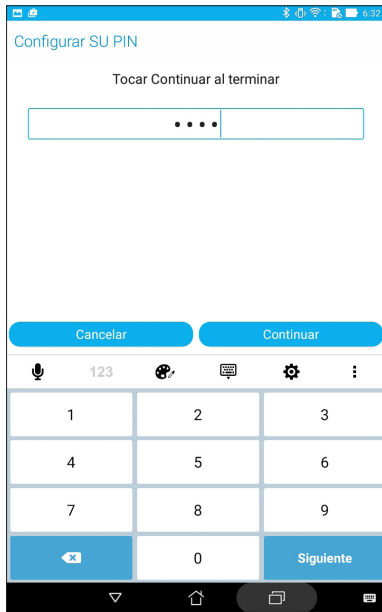 6:32
Configurar SU PIN
Tocar Continuar al terminar
Cancelar Continuar
123
1 2 3
4 5 6
7 8 9
0 Siguiente